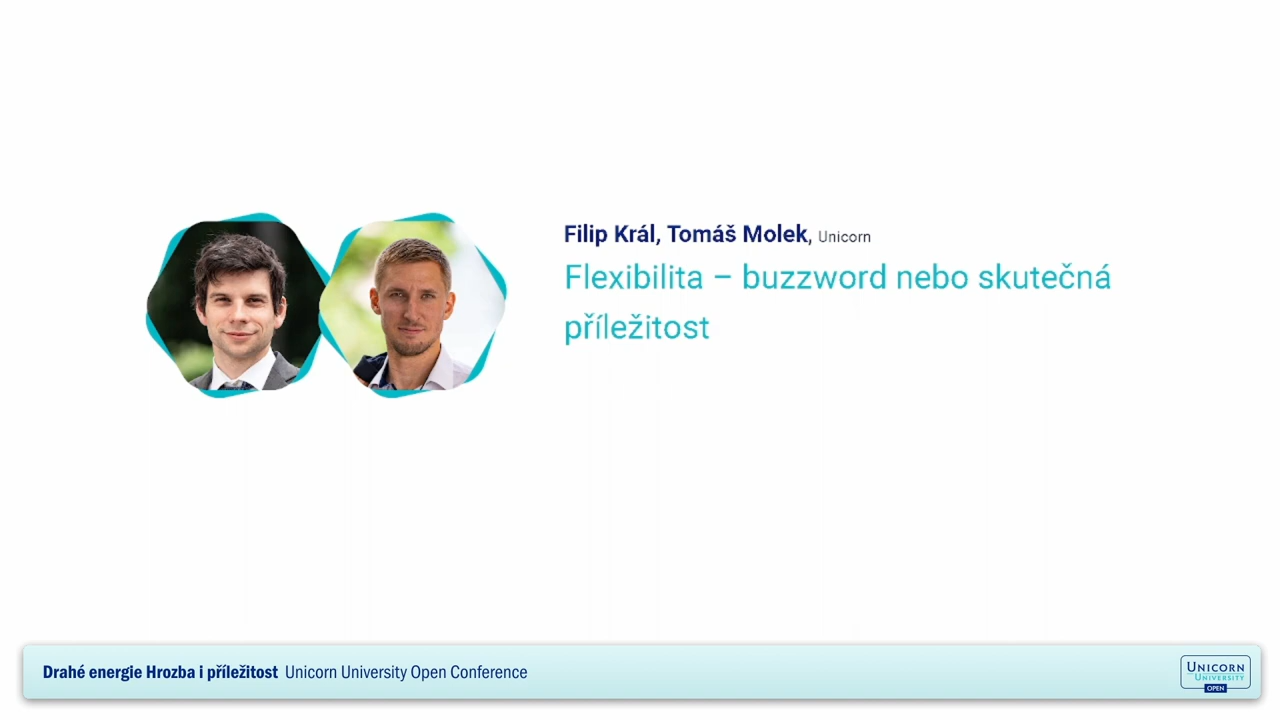 Filip Král, Tomáš Molek, Unicorn
Flexibilita – buzzword nebo skutečná
příležitost
Drahé energie Hrozba i příležitost Unicorn University Open Conference
UNICORN
UNIVERSITY
OPEN